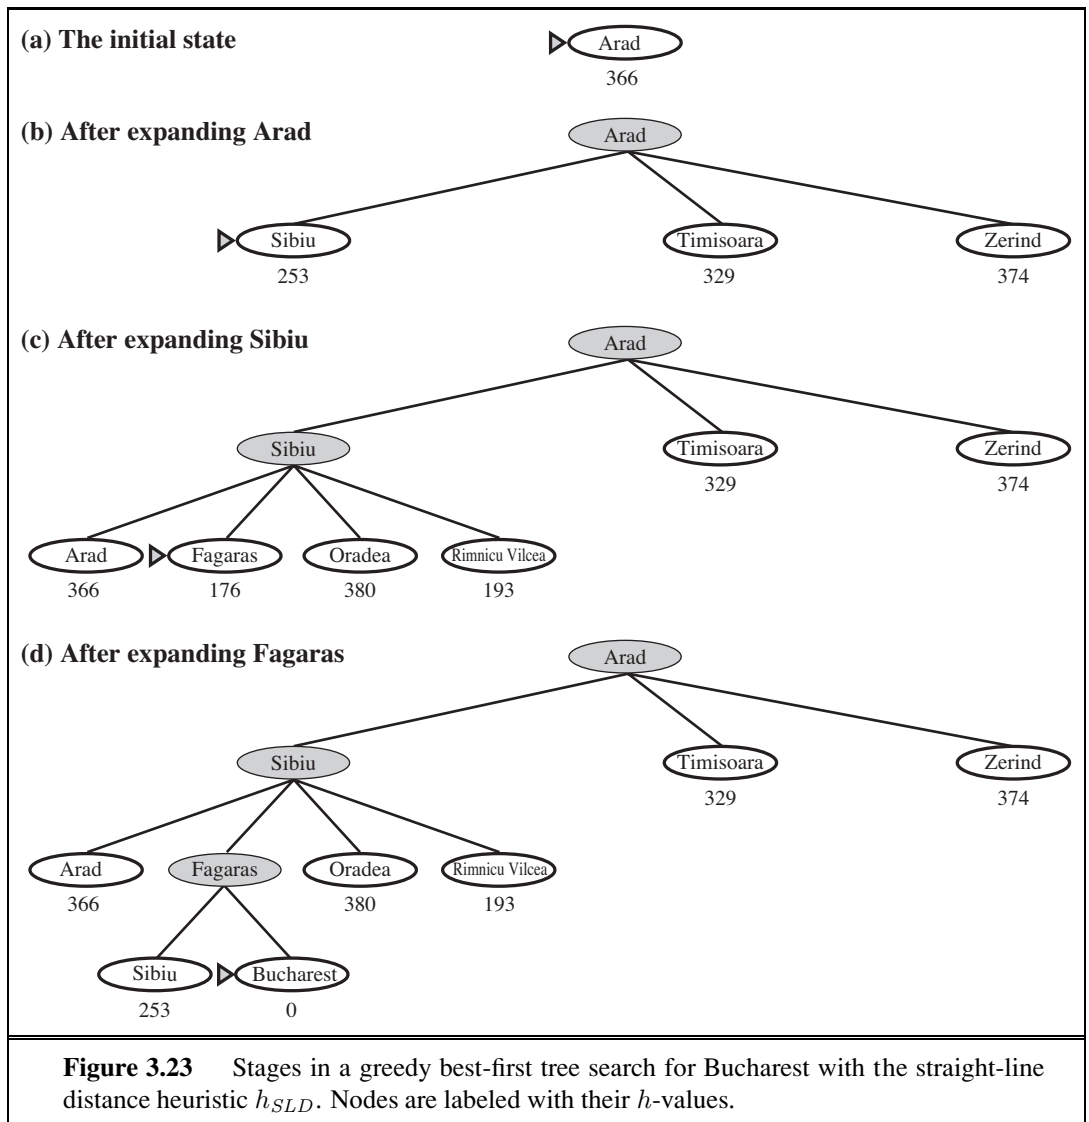 (a) The initial state
Arad
366
(b) After expanding Arad
Arad
Sibiu
Timisoara
Zerind
253
329
374
(c) After expanding Sibiu
Arad
Sibiu
Timisoara
Zerind
329
374
Arad
Fagaras
Oradea
Rimnicu Vilcea
366
176
380
193
(d) After expanding Fagaras
Arad
Sibiu
Timisoara
Zerind
329
374
Arad
Fagaras
Oradea
Rimnicu Vilcea
366
380
193
Sibiu
Bucharest
253
0
Figure 3.23 Stages in a greedy best-first tree search for Bucharest with the straight-line
distance heuristic hSLD. Nodes are labeled with their h-values.